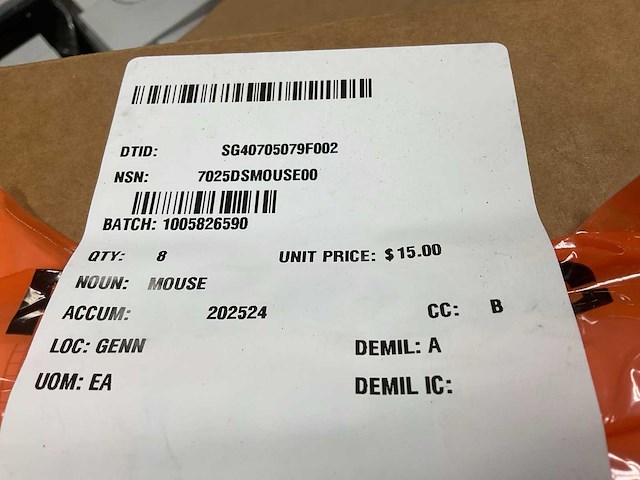 DTID: SG40705079F002
NSN: 7025DSMOUSE00
BATCH: 1005826590
QTY: 8 UNIT PRICE: $15.00
NOUN: MOUSE
ACCUM: 202524 CC: B
LOC: GENN DEMIL: A
UOM: EA DEMIL IC: